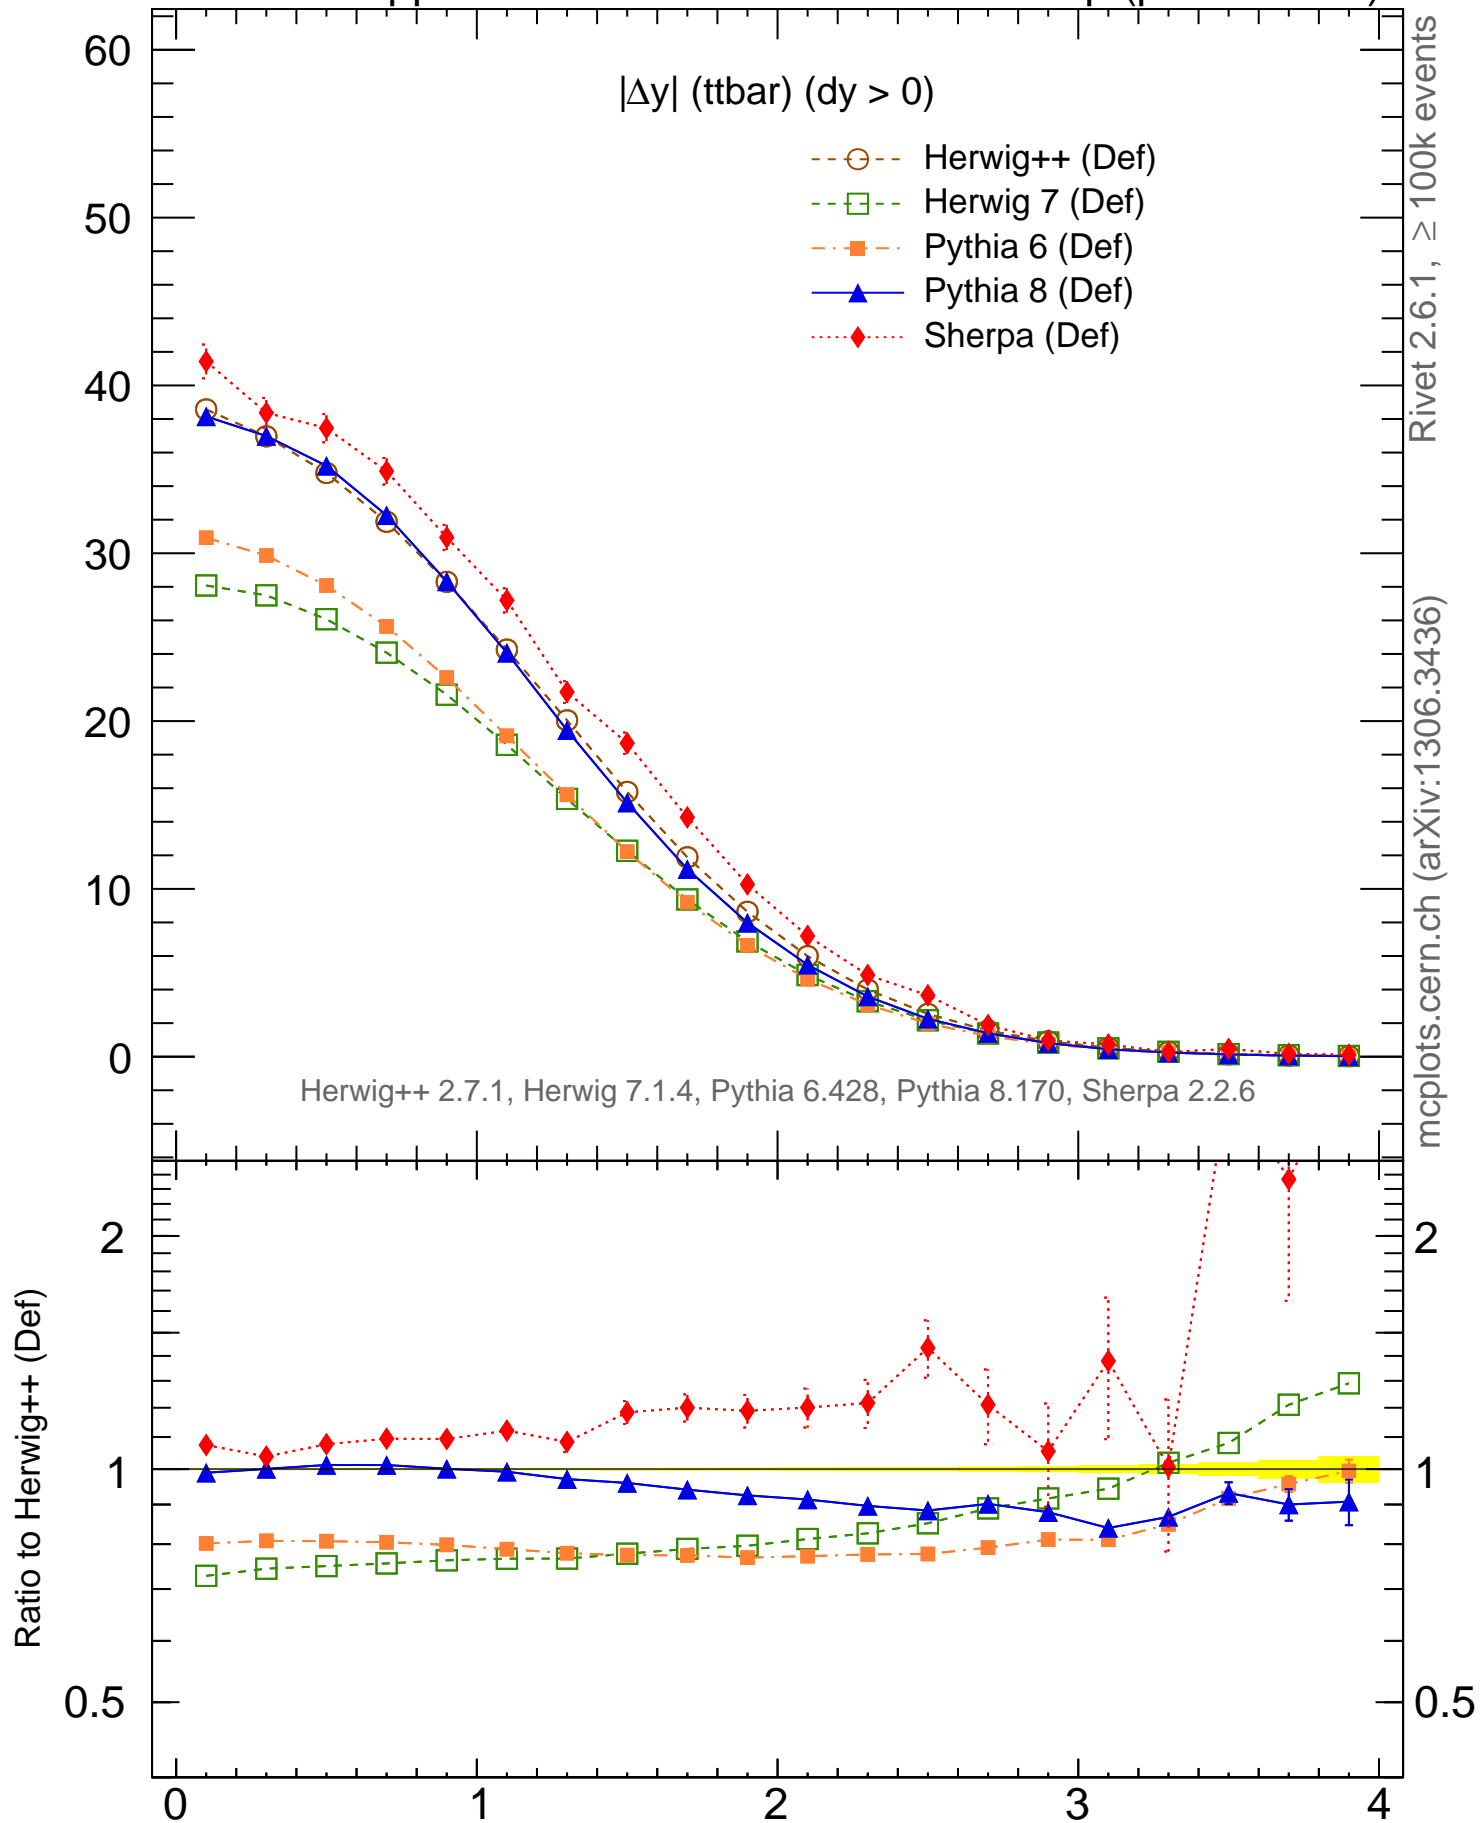 |Δy| (ttbar) (dy > 0)
Herwig++ (Def)
Herwig 7 (Def)
Pythia 6 (Def)
Pythia 8 (Def)
Sherpa (Def)
60
50
40
30
20
10
0
Herwig++ 2.7.1, Herwig 7.1.4, Pythia 6.428, Pythia 8.170, Sherpa 2.2.6
Rivet 2.6.1, ≥ 100k events
mcplots.cern.ch (arXiv:1306.3436)
Ratio to Herwig++ (Def)
2
1
0.5
2
1
0.5
0
1
2
3
4